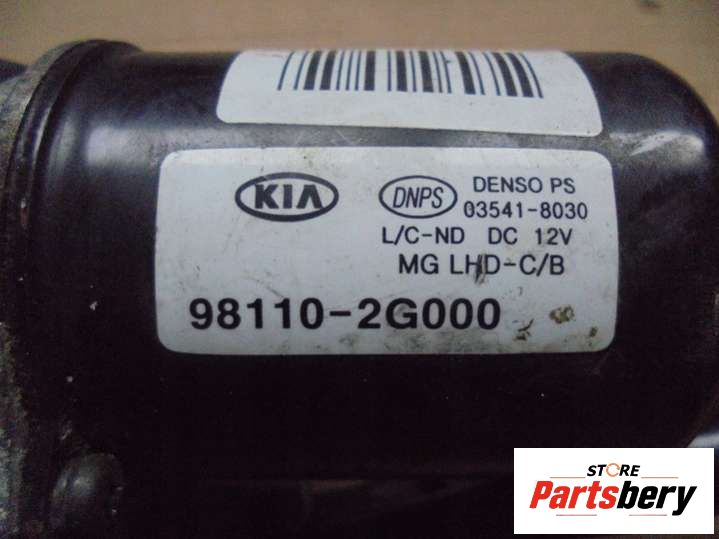 KIA
DNPS
DENSO PS
03541-8030
L/C-ND DC 12V
MG LHD-C/B
98110-2G000
STORE
Partsbery